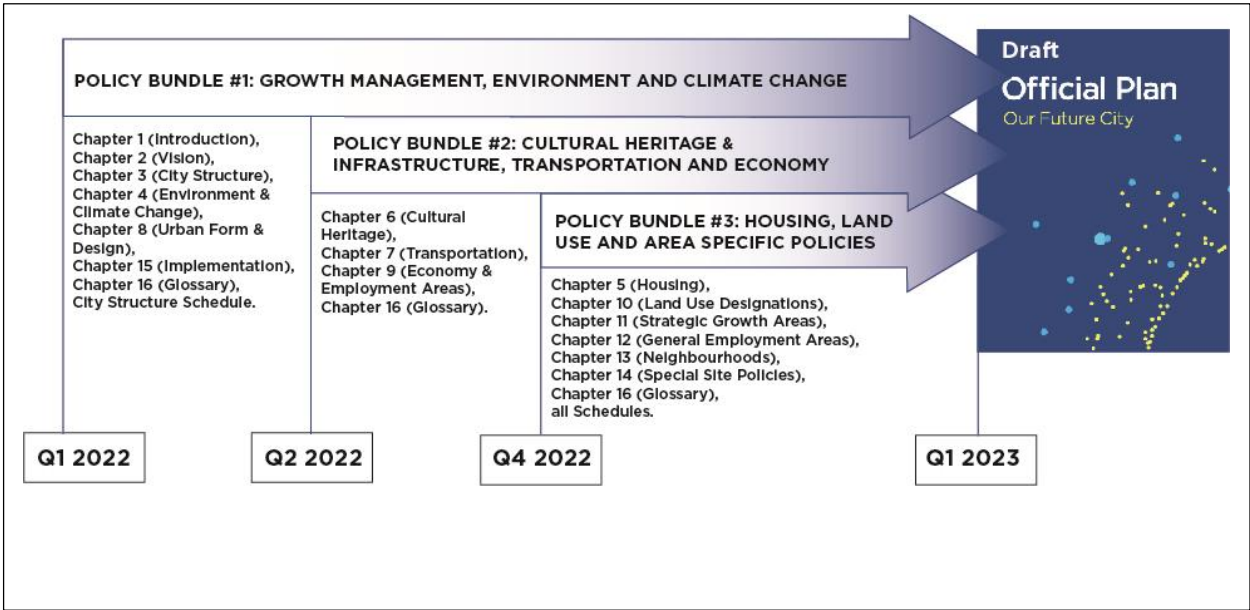 POLICY BUNDLE #1: GROWTH MANAGEMENT, ENVIRONMENT AND CLIMATE CHANGE
Chapter 1 (Introduction),
Chapter 2 (Vision),
Chapter 3 (City Structure),
Chapter 4 (Environment &
Climate Change),
Chapter 8 (Urban Form &
Design),
Chapter 15 (Implementation),
Chapter 16 (Glossary),
City Structure Schedule.
POLICY BUNDLE #2: CULTURAL HERITAGE &
INFRASTRUCTURE, TRANSPORTATION AND ECONOMY
Chapter 6 (Cultural
Heritage),
Chapter 7 (Transportation),
Chapter 9 (Economy &
Employment Areas),
Chapter 16 (Glossary).
POLICY BUNDLE #3: HOUSING, LAND
USE AND AREA SPECIFIC POLICIES
Chapter 5 (Housing),
Chapter 10 (Land Use Designations),
Chapter 11 (Strategic Growth Areas),
Chapter 12 (General Employment Areas),
Chapter 13 (Neighbourhoods),
Chapter 14 (Special Site Policies),
Chapter 16 (Glossary),
all Schedules.
Draft
Official Plan
Our Future City
Q1 2022
Q2 2022
Q4 2022
Q1 2023